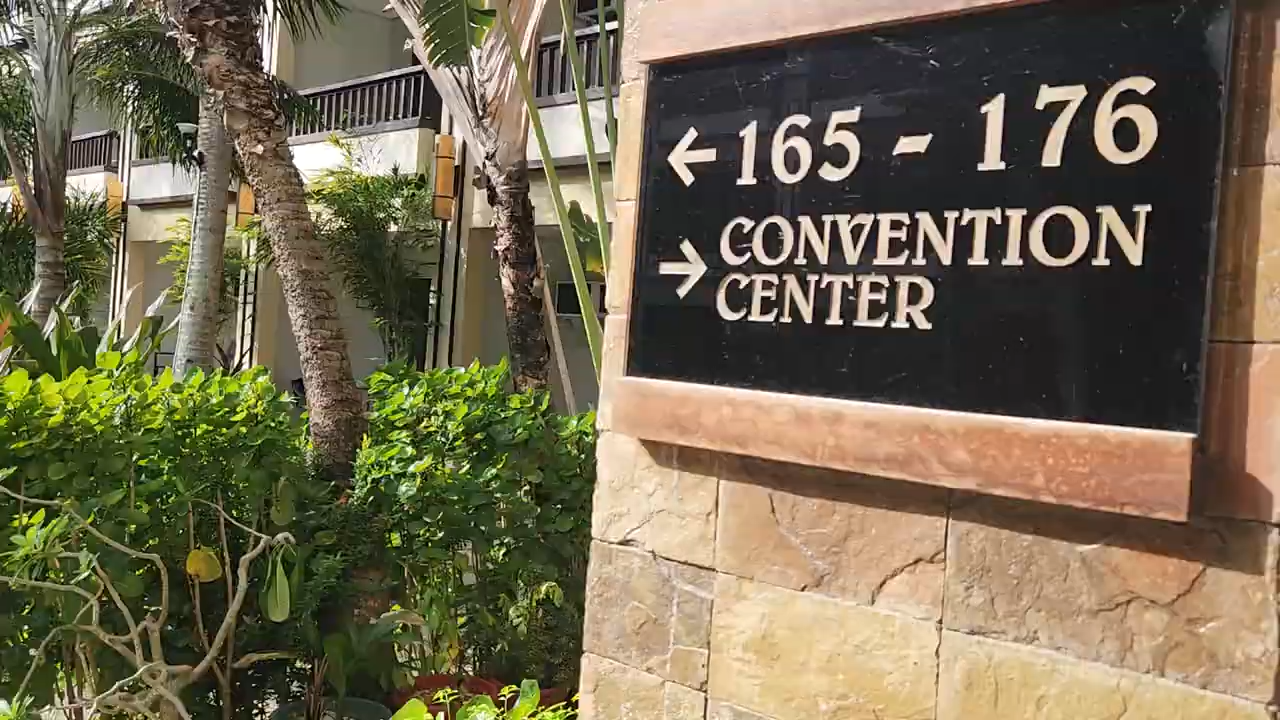 ← 165 - 176
→ CONVENTION
CENTER